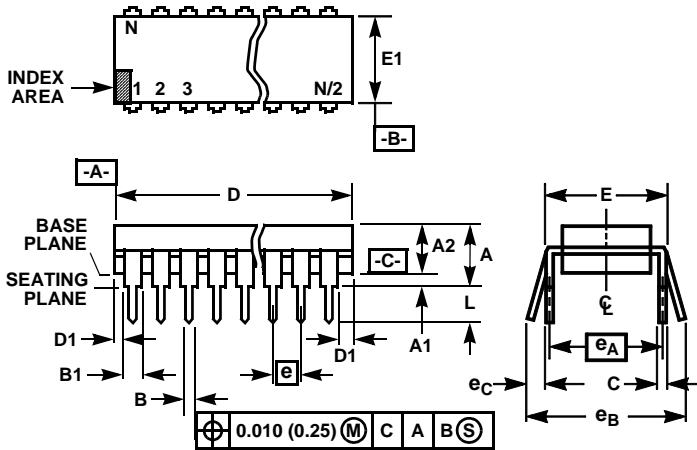 N
E1
INDEX
AREA
1 2 3 N/2
-B-
-A-
D
E
BASE
PLANE
A2
A
-C-
SEATING
PLANE
L
C L
D1
A1
D1
e
eA
B1
eC
C
B
eB
⌖ 0.010 (0.25) Ⓜ C A B Ⓢ